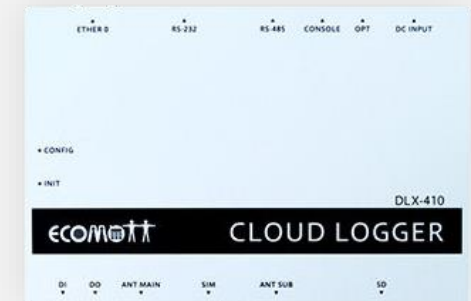 ETHER 0 RS-232 RS-485 CONSOLE OPT DC INPUT
CONFIG
INIT
DLX-410
ecomott CLOUD LOGGER
DI DO ANT MAIN SIM ANT SUB SD